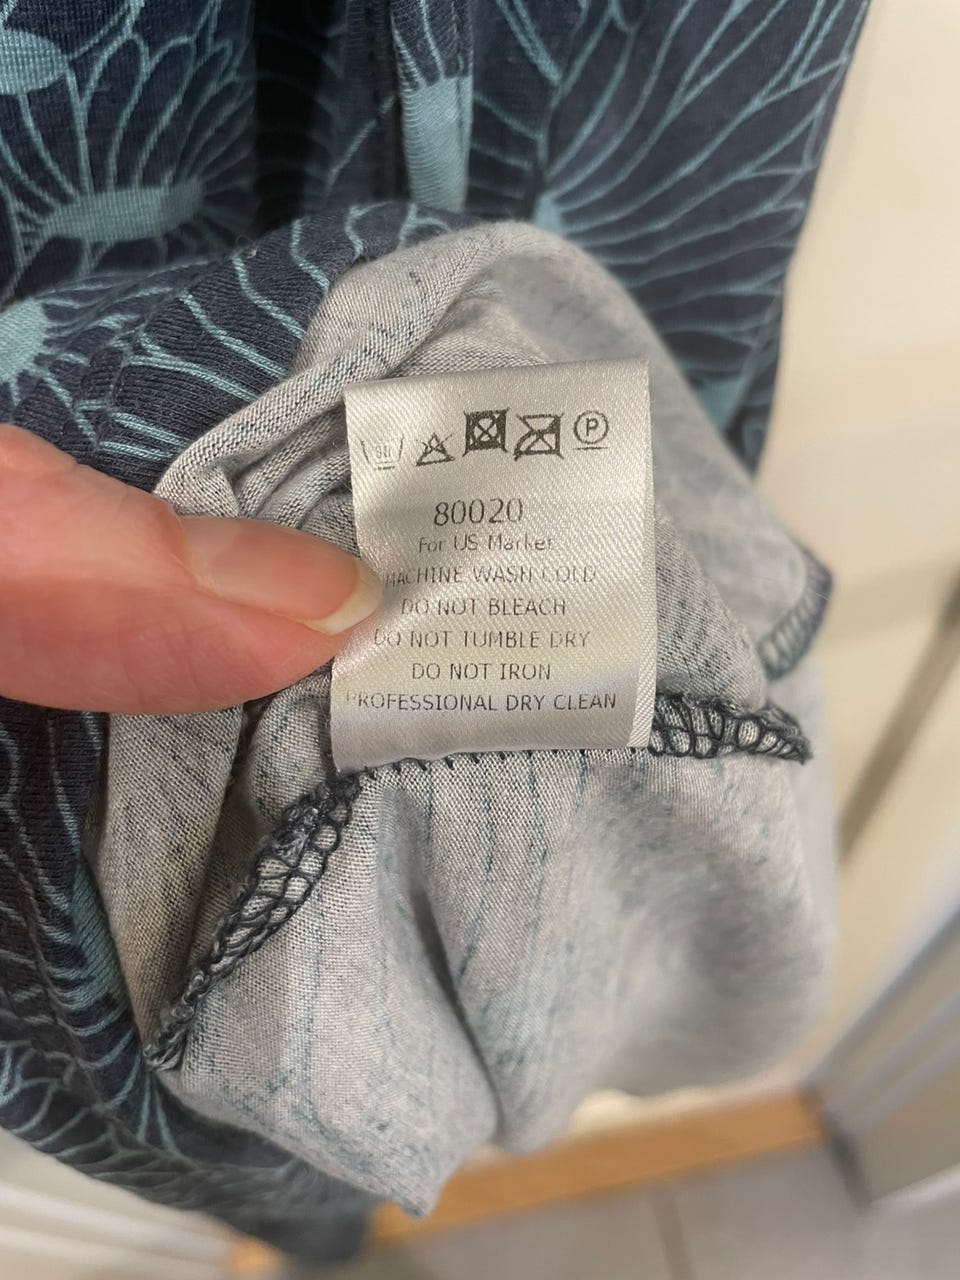 30
P
80020
For US Market
MACHINE WASH COLD
DO NOT BLEACH
DO NOT TUMBLE DRY
DO NOT IRON
PROFESSIONAL DRY CLEAN